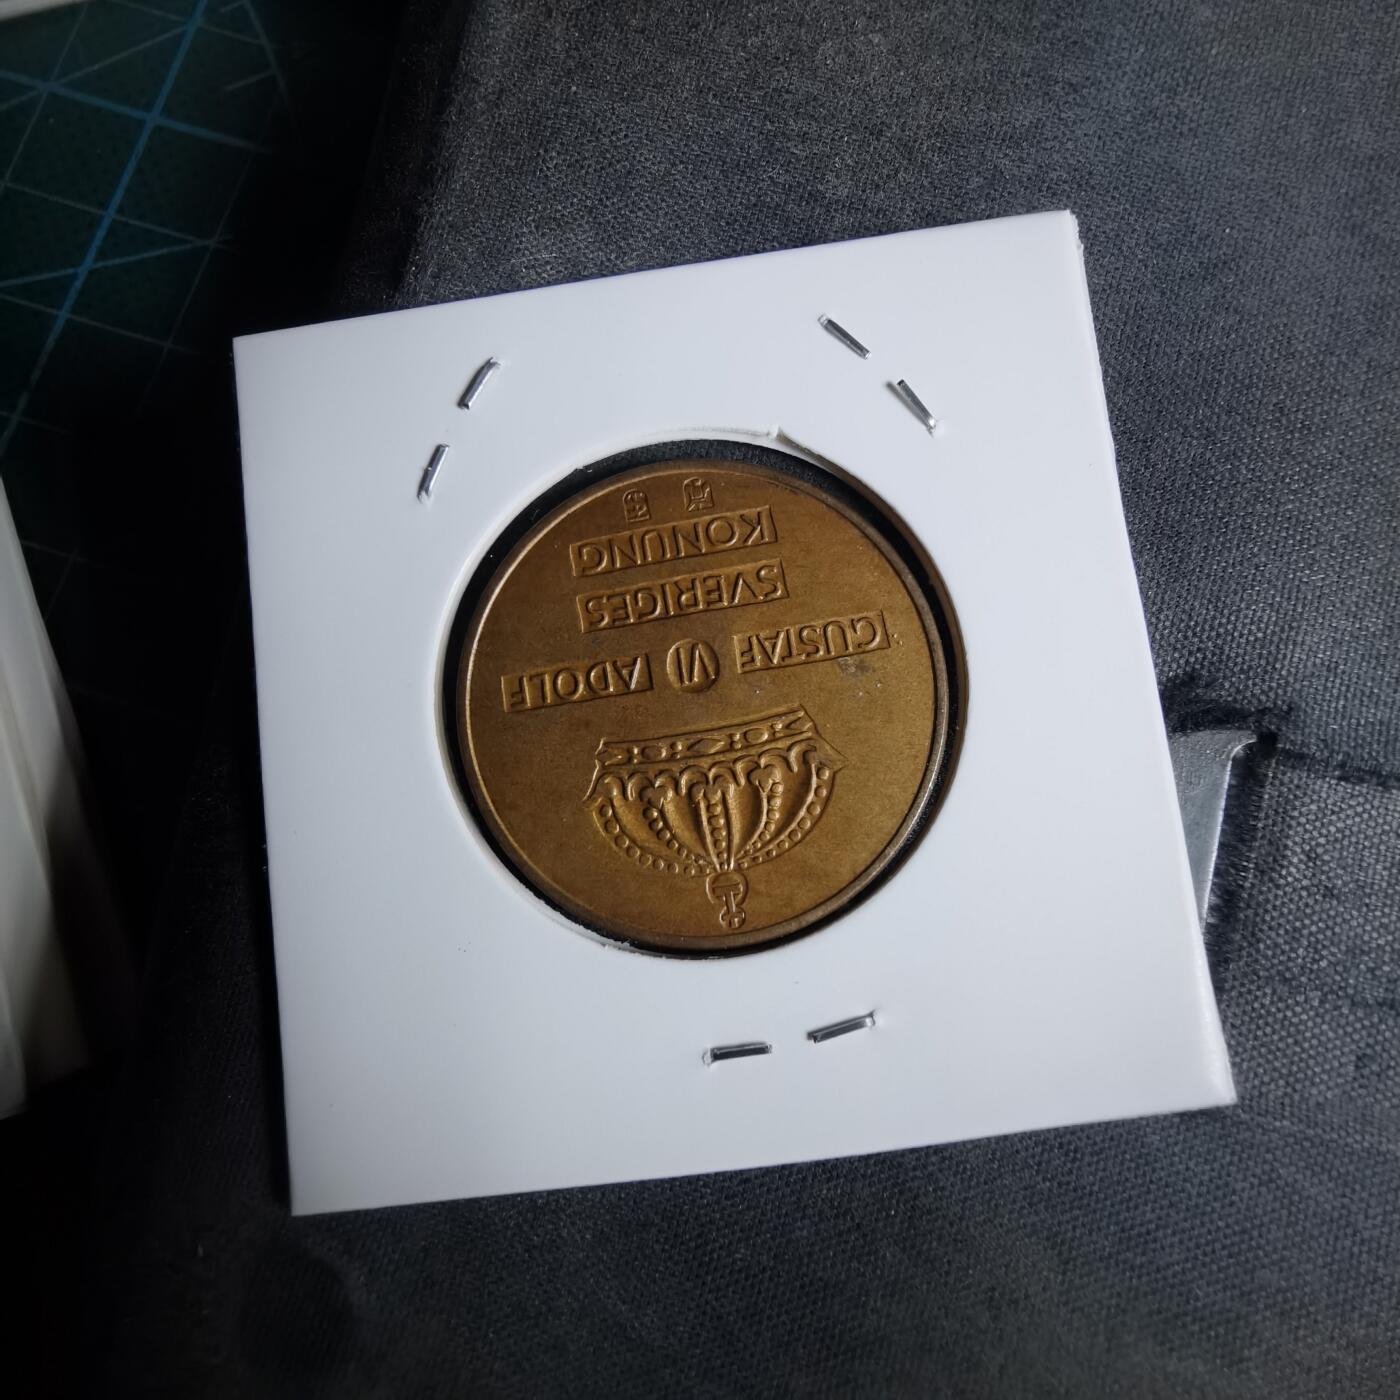 GUSTAF VI ADOLF
SVERIGES
KONUNG